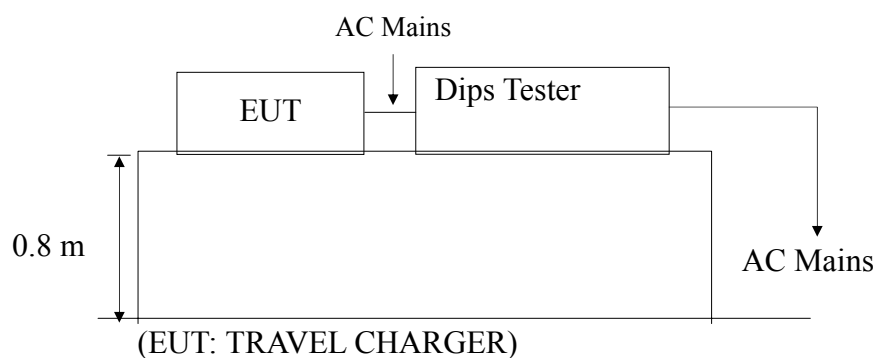 AC Mains
EUT
Dips Tester
0.8 m
AC Mains
(EUT: TRAVEL CHARGER)